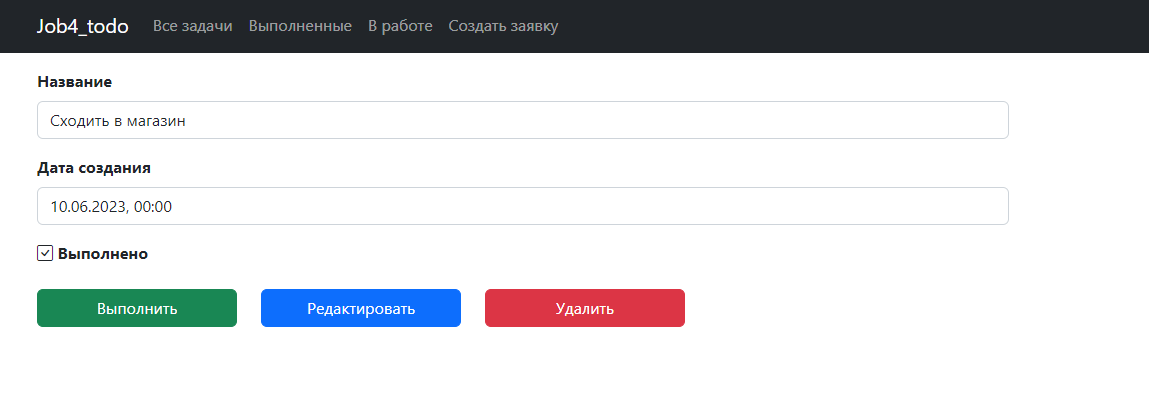 Job4_todo Все задачи Выполненные В работе Создать заявку
Название
Сходить в магазин
Дата создания
10.06.2023, 00:00
Выполнено
Выполнить Редактировать Удалить